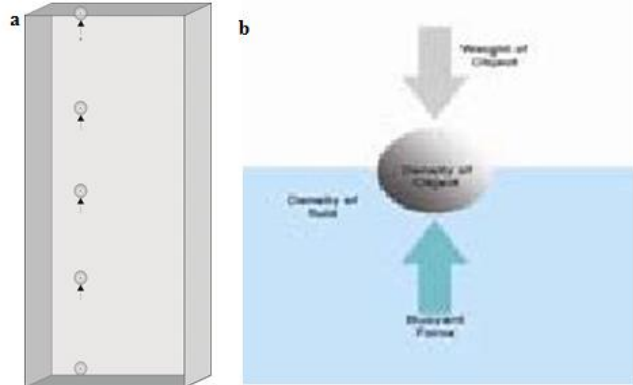 a
b
Weight of
Object
Density of
Object
Density of
fluid
Buoyant
Force